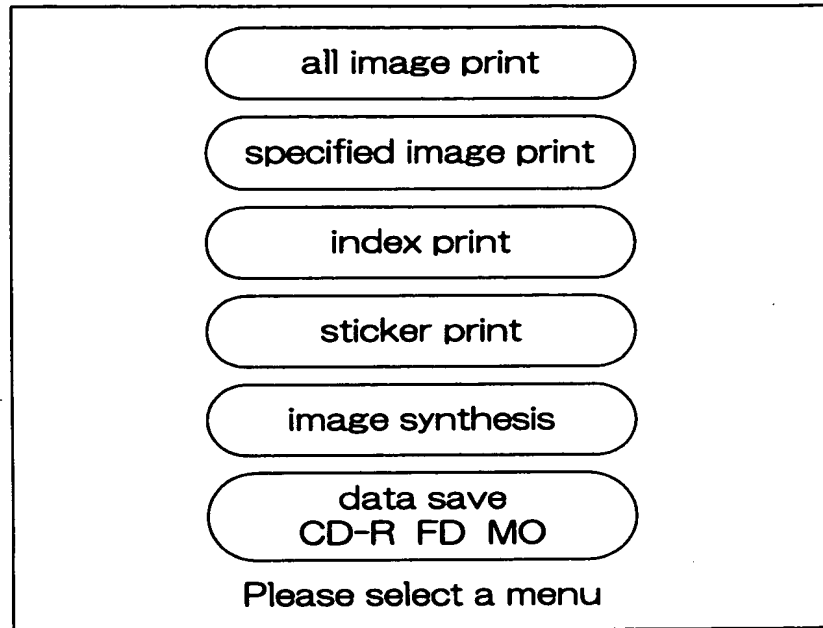 all image print
specified image print
index print
sticker print
image synthesis
data save
CD-R FD MO
Please select a menu